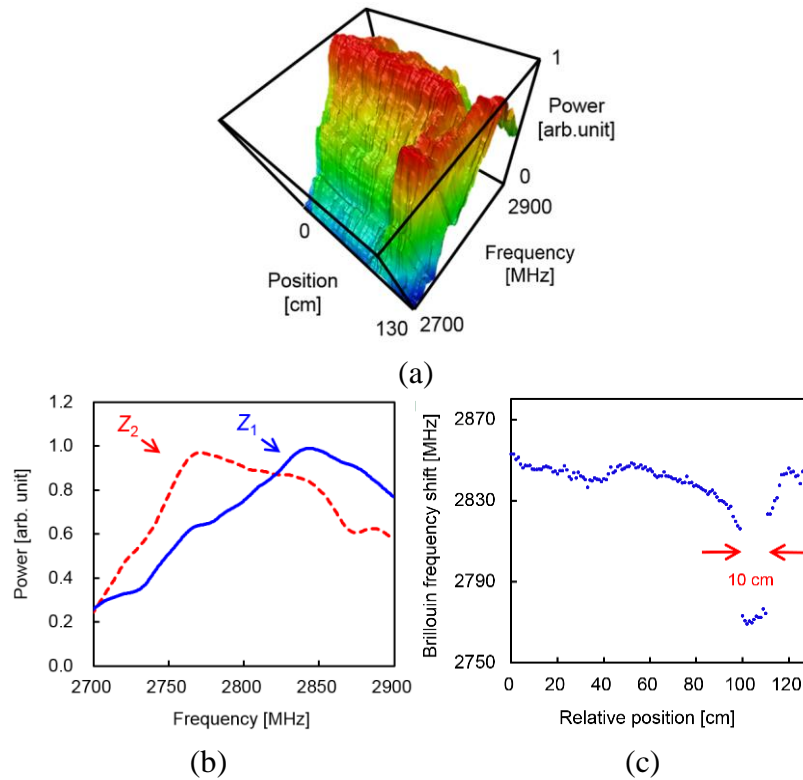 1
Power
[arb.unit]
0
2900
0
Frequency
[MHz]
Position
[cm]
130
2700
(a)
1.2
1.0
0.8
0.6
0.4
0.2
0.0
Power [arb. unit]
Z2
Z1
2700
2750
2800
2850
2900
Frequency [MHz]
(b)
2870
2830
2790
2750
Brillouin frequency shift [MHz]
10 cm
0
20
40
60
80
100
120
Relative position [cm]
(c)